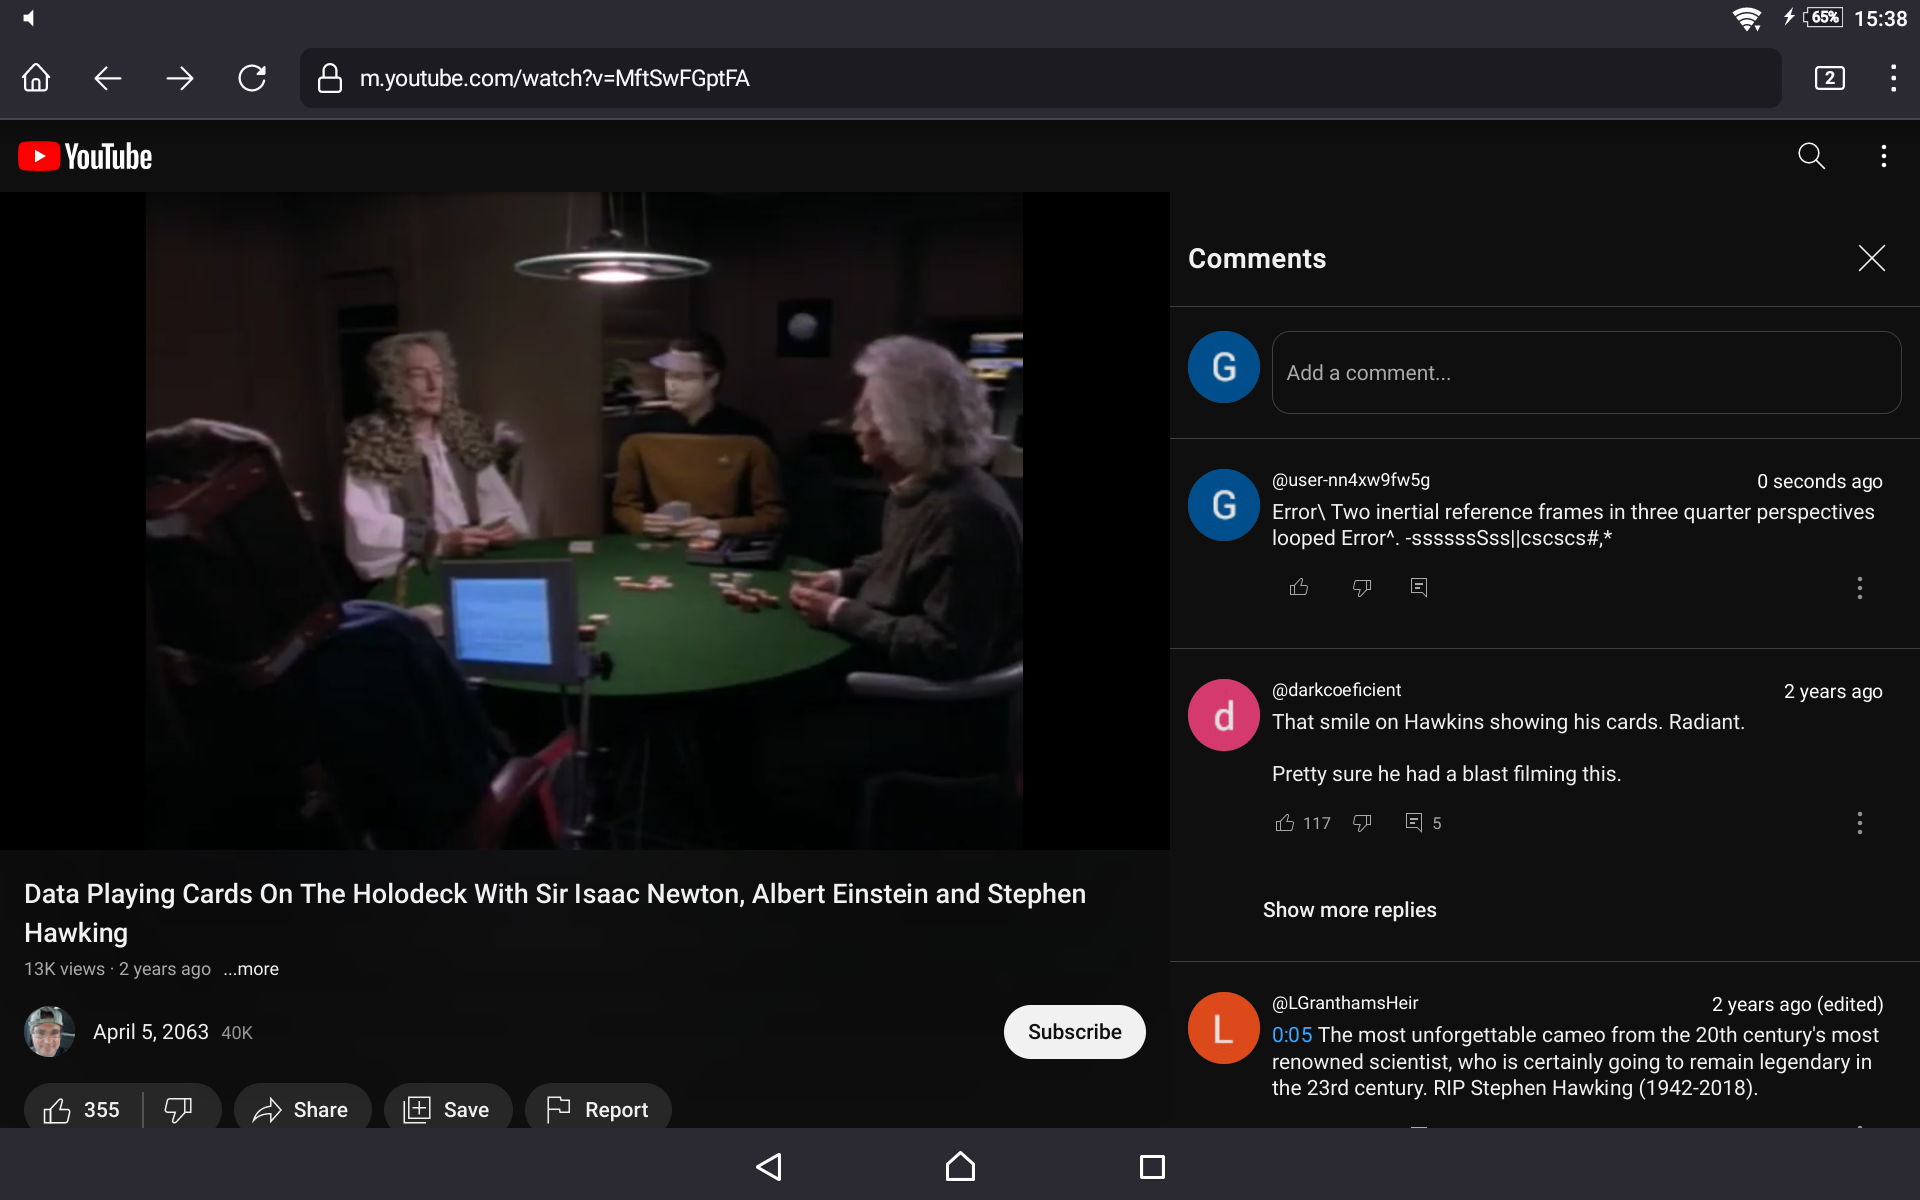 65% 15:38
m.youtube.com/watch?v=MftSwFGptFA
2
YouTube
Comments
G
Add a comment...
G
@user-nn4xw9fw5g
0 seconds ago
Error\ Two inertial reference frames in three quarter perspectives
looped Error^. -ssssssSss||cscscs#,*
d
@darkcoeficient
2 years ago
That smile on Hawkins showing his cards. Radiant.
Pretty sure he had a blast filming this.
117
5
Show more replies
L
@LGranthamsHeir
2 years ago (edited)
0:05 The most unforgettable cameo from the 20th century's most
renowned scientist, who is certainly going to remain legendary in
the 23rd century. RIP Stephen Hawking (1942-2018).
Data Playing Cards On The Holodeck With Sir Isaac Newton, Albert Einstein and Stephen
Hawking
13K views · 2 years ago ...more
April 5, 2063 40K
Subscribe
355
Share
Save
Report